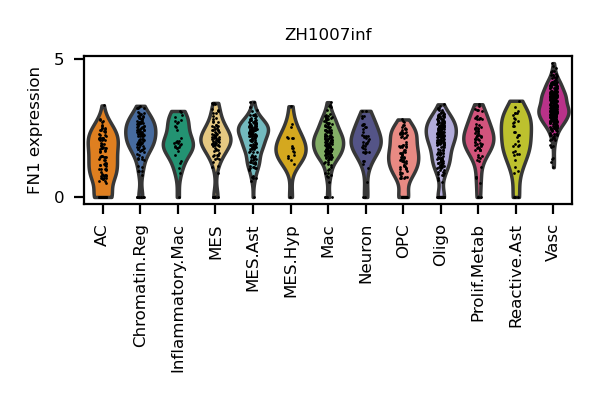 ZH1007inf
FN1 expression
5
0
AC
Chromatin.Reg
Inflammatory.Mac
MES
MES.Ast
MES.Hyp
Mac
Neuron
OPC
Oligo
Prolif.Metab
Reactive.Ast
Vasc